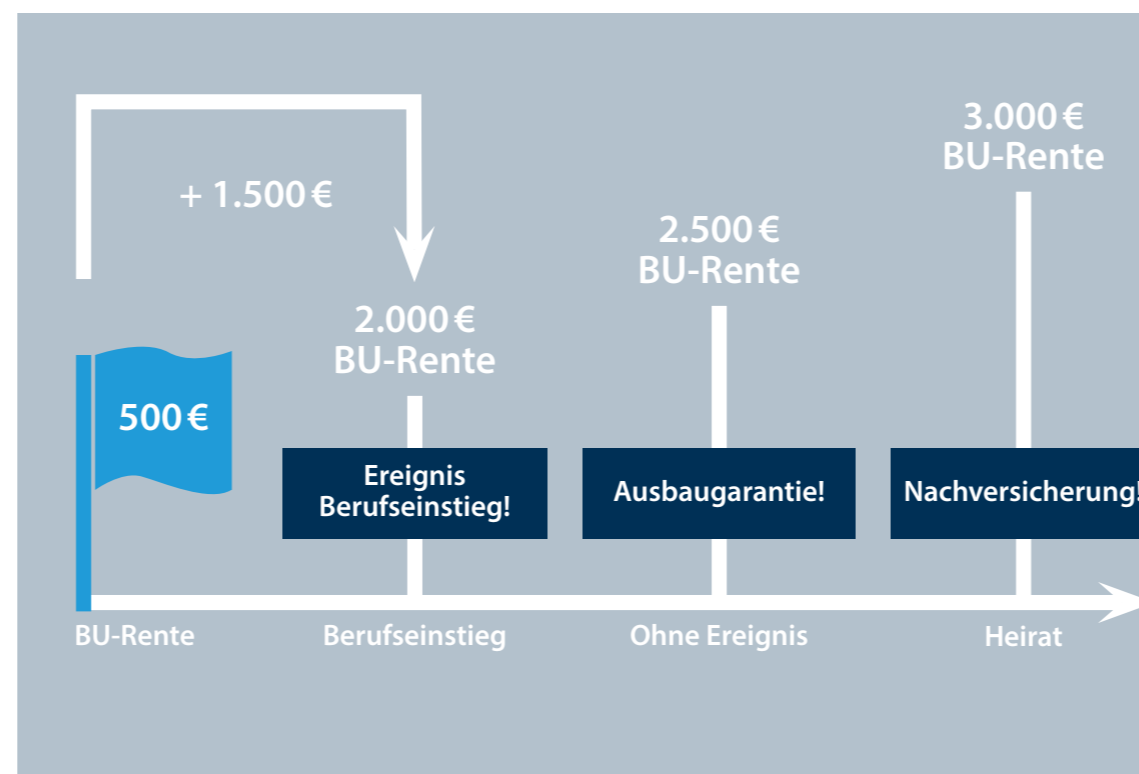 + 1.500 €
500 €
2.000 €
BU-Rente
2.500 €
BU-Rente
3.000 €
BU-Rente
Ereignis
Berufseinstieg!
Ausbaugarantie!
Nachversicherung!
BU-Rente
Berufseinstieg
Ohne Ereignis
Heirat